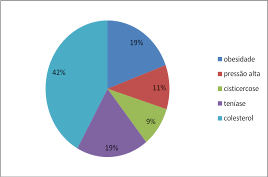 19%
11%
9%
19%
42%
obesidade
pressão alta
cisticercose
teníase
colesterol